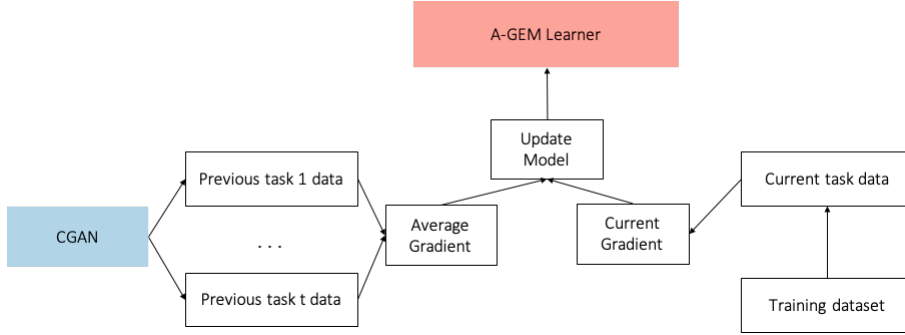 A-GEM Learner
Update
Model
Previous task 1 data
Current task data
CGAN
. . .
Average
Gradient
Current
Gradient
Previous task t data
Training dataset